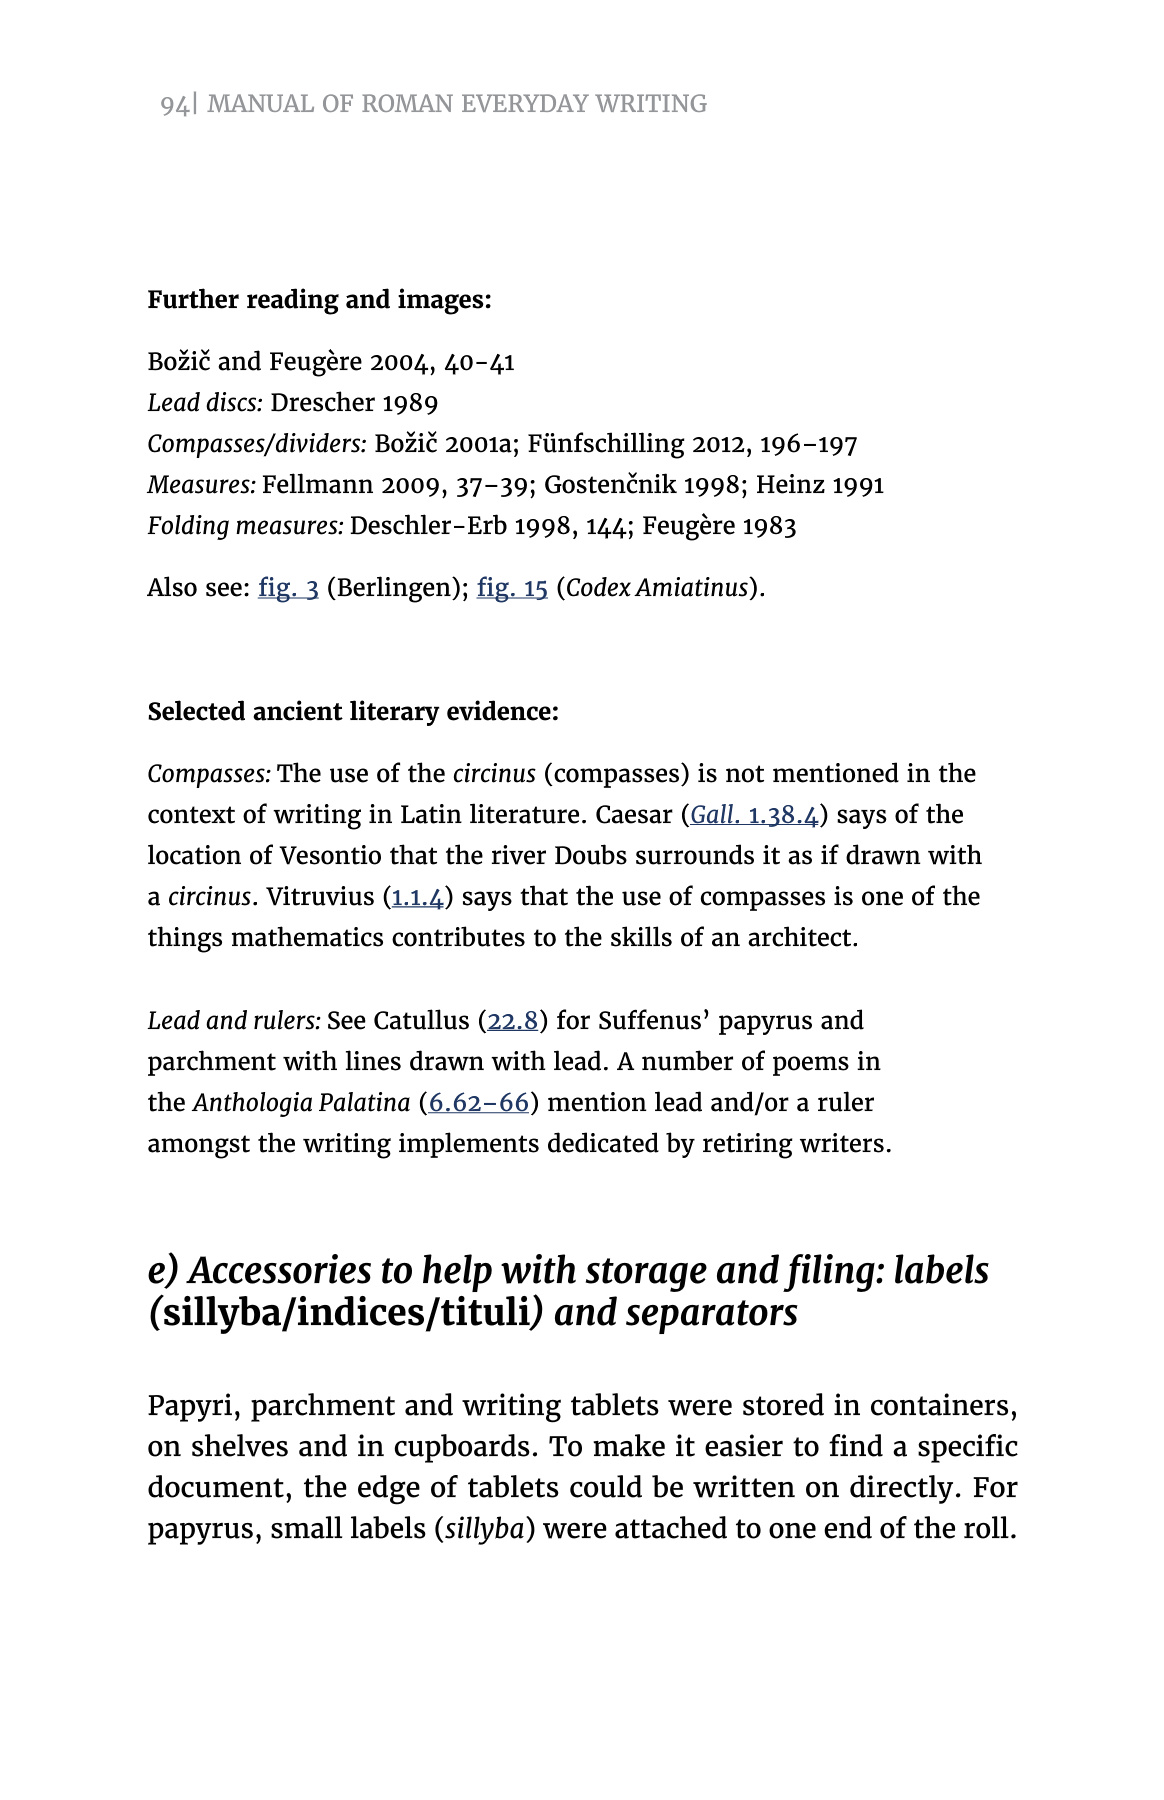 94| MANUAL OF ROMAN EVERYDAY WRITING
Further reading and images:
Božič and Feugère 2004, 40-41
Lead discs: Drescher 1989
Compasses/dividers: Božič 2001a; Fünfschilling 2012, 196–197
Measures: Fellmann 2009, 37–39; Gostenčnik 1998; Heinz 1991
Folding measures: Deschler-Erb 1998, 144; Feugère 1983
Also see: fig. 3 (Berlingen); fig. 15 (Codex Amiatinus).
Selected ancient literary evidence:
Compasses: The use of the circinus (compasses) is not mentioned in the
context of writing in Latin literature. Caesar (Gall. 1.38.4) says of the
location of Vesontio that the river Doubs surrounds it as if drawn with
a circinus. Vitruvius (1.1.4) says that the use of compasses is one of the
things mathematics contributes to the skills of an architect.
Lead and rulers: See Catullus (22.8) for Suffenus’ papyrus and
parchment with lines drawn with lead. A number of poems in
the Anthologia Palatina (6.62–66) mention lead and/or a ruler
amongst the writing implements dedicated by retiring writers.
e) Accessories to help with storage and filing: labels
(sillyba/indices/tituli) and separators
Papyri, parchment and writing tablets were stored in containers,
on shelves and in cupboards. To make it easier to find a specific
document, the edge of tablets could be written on directly. For
papyrus, small labels (sillyba) were attached to one end of the roll.